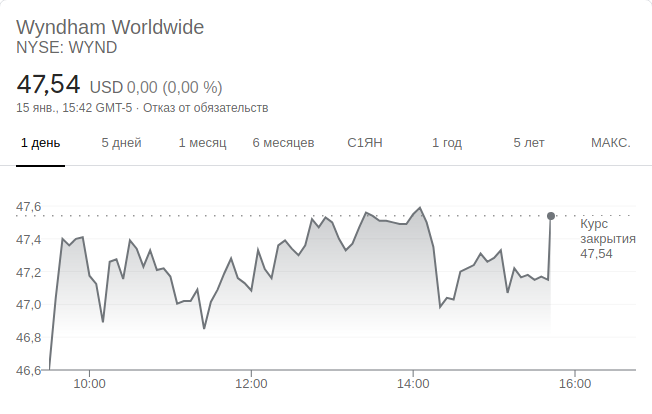 Wyndham Worldwide
NYSE: WYND
47,54 USD 0,00 (0,00 %)
15 янв., 15:42 GMT-5 · Отказ от обязательств
1 день 5 дней 1 месяц 6 месяцев С1ЯН 1 год 5 лет МАКС.
47,6
Курс
закрытия
47,4
47,54
47,2
47,0
46,8
46,6
10:00 12:00 14:00 16:00